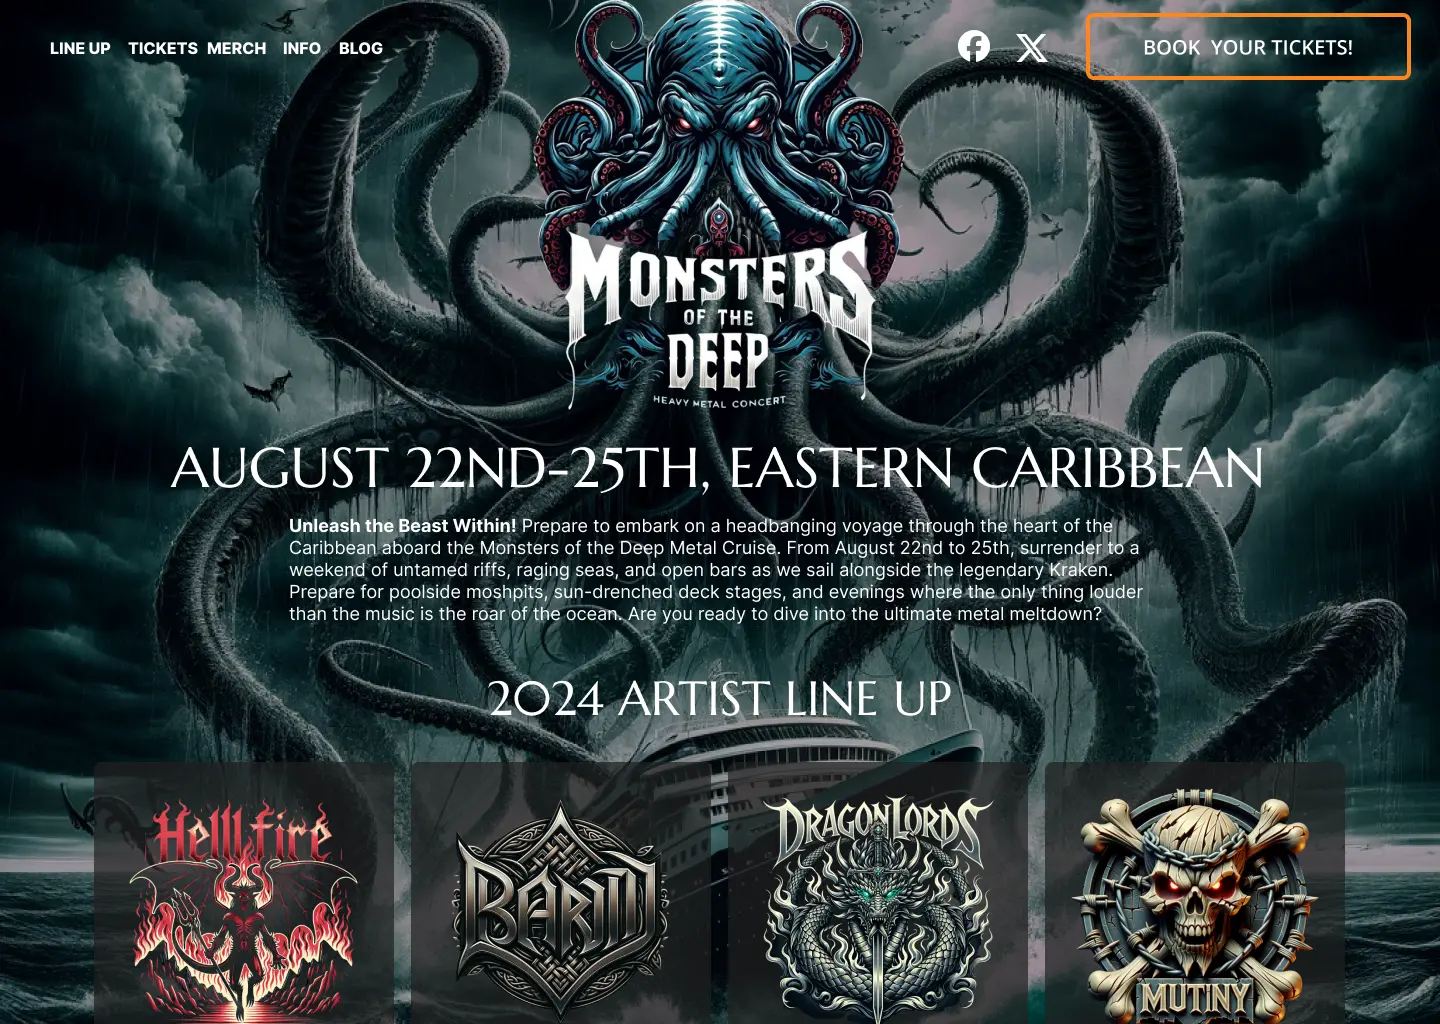 LINE UP TICKETS MERCH INFO BLOG
BOOK YOUR TICKETS!
MONSTERS
OF THE
DEEP
HEAVY METAL CONCERT
AUGUST 22ND-25TH, EASTERN CARIBBEAN
Unleash the Beast Within! Prepare to embark on a headbanging voyage through the heart of the
Caribbean aboard the Monsters of the Deep Metal Cruise. From August 22nd to 25th, surrender to a
weekend of untamed riffs, raging seas, and open bars as we sail alongside the legendary Kraken.
Prepare for poolside moshpits, sun-drenched deck stages, and evenings where the only thing louder
than the music is the roar of the ocean. Are you ready to dive into the ultimate metal meltdown?
2024 ARTIST LINE UP
DRAGONLORDS
MUTINY